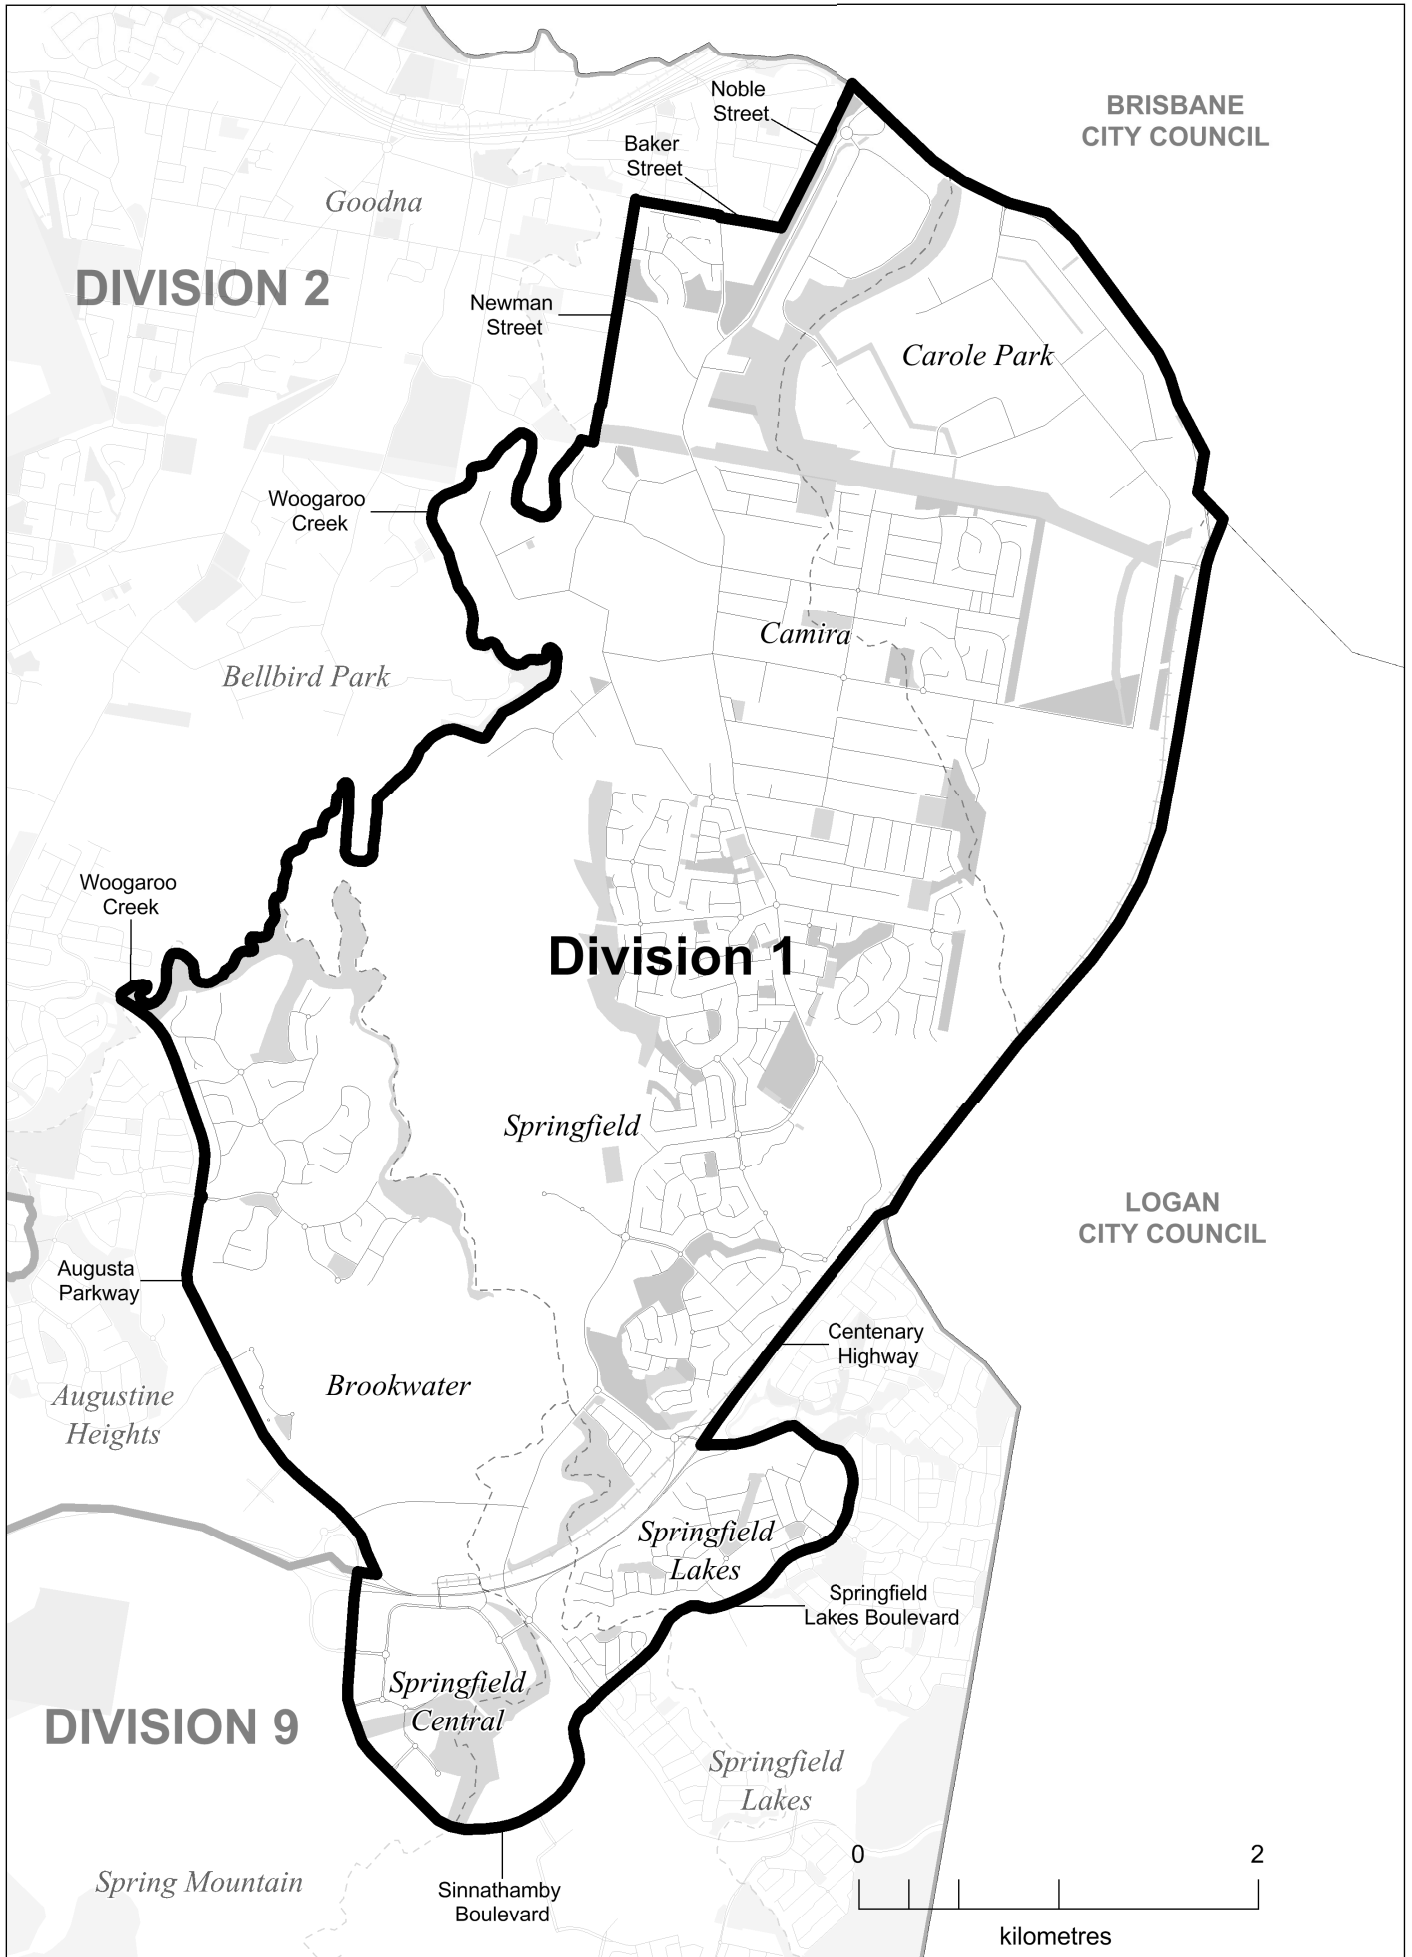 Noble
Street
BRISBANE
CITY COUNCIL
Baker
Street
Goodna
DIVISION 2
Newman
Street
Carole Park
Woogaroo
Creek
Camira
Bellbird Park
Woogaroo
Creek
Division 1
Springfield
LOGAN
CITY COUNCIL
Augusta
Parkway
Centenary
Highway
Brookwater
Augustine
Heights
Springfield
Lakes
Springfield
Lakes Boulevard
Springfield
Central
DIVISION 9
Springfield
Lakes
Spring Mountain
Sinnathamby
Boulevard
0 2
kilometres